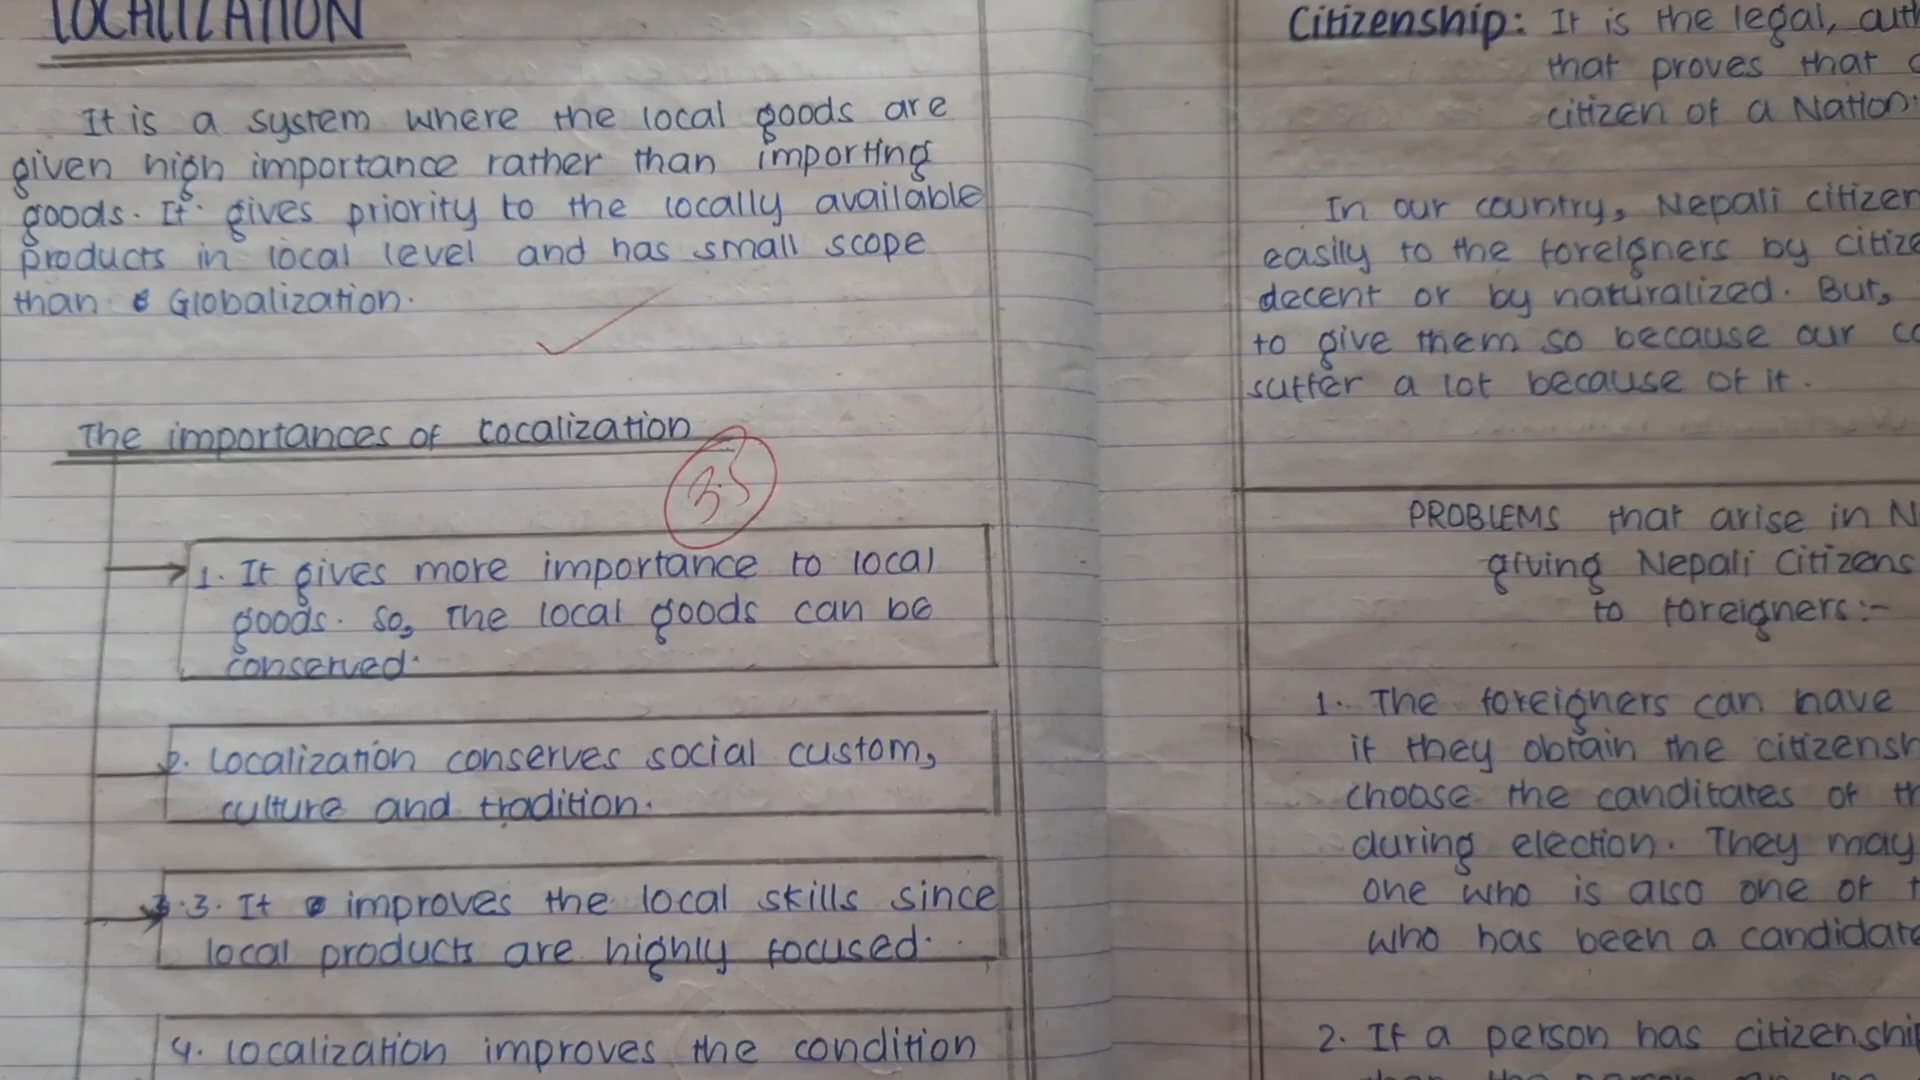 LOCALIZATION
It is a system where the local goods are
given high importance rather than importing
goods. It gives priority to the locally available
products in local level and has small scope
than Globalization.
The importances of Localization
3.5
1. It gives more importance to local
goods. So, the local goods can be
conserved.
2. Localization conserves social custom,
culture and tradition.
3. It improves the local skills since
local products are highly focused.
4. Localization improves the condition
Citizenship: It is the legal,
that proves that
citizen of a Nation
In our country, Nepali citizen
easily to the foreigners by
decent or by naturalized. But,
to give them so because our
suffer a lot because of it.
PROBLEMS that arise in N
giving Nepali Citizens
to foreigners:-
1. The foreigners can have
if they obtain the citizensh
choose the canditates of
during election. They may
one who is also one of
who has been a candidate
2. If a person has citizenshi